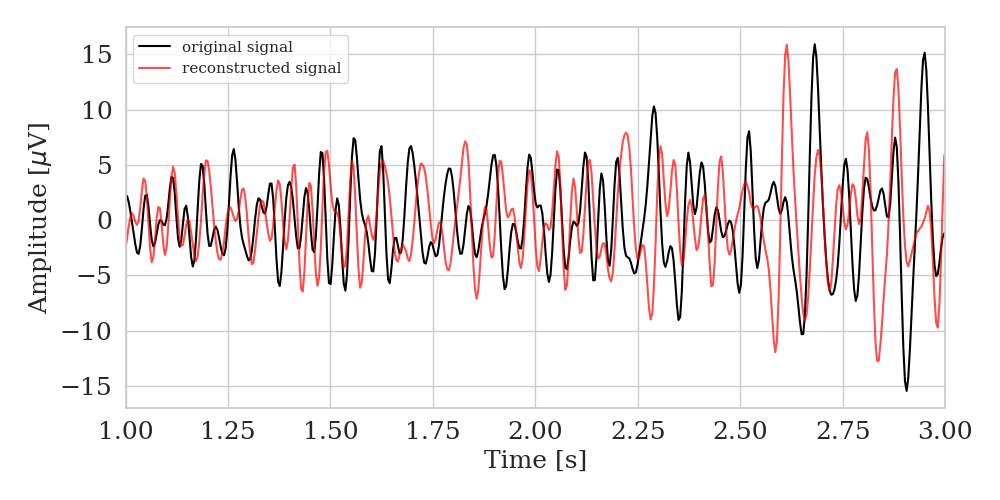 original signal
reconstructed signal
Amplitude [μV]
15
10
5
0
−5
−10
−15
1.00 1.25 1.50 1.75 2.00 2.25 2.50 2.75 3.00
Time [s]